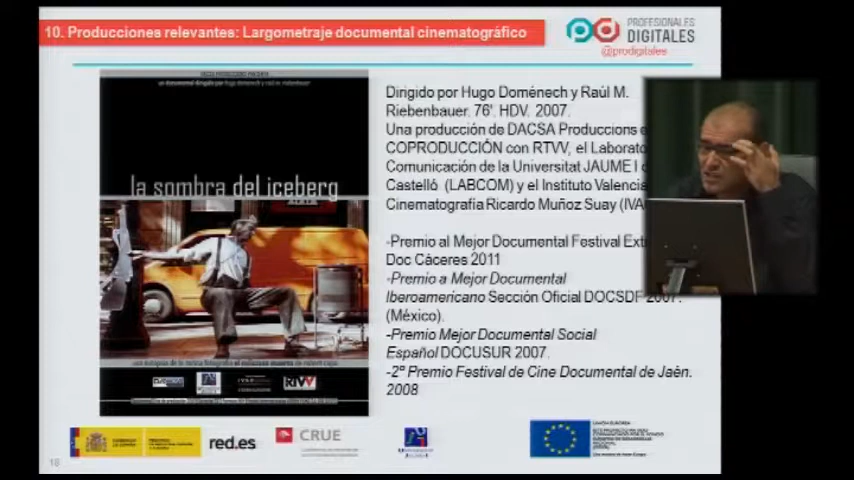 10. Producciones relevantes: Largometraje documental cinematográfico
PROFESIONALES
DIGITALES
@prodigitales
la sombra del iceberg
RTVV
Dirigido por Hugo Doménech y Raúl M.
Riebenbauer. 76'. HDV. 2007.
Una producción de DACSA Produccions e
COPRODUCCIÓN con RTVV, el Laborato
Comunicación de la Universitat JAUME I d
Castelló (LABCOM) y el Instituto Valencia
Cinematografía Ricardo Muñoz Suay (IVA
-Premio al Mejor Documental Festival Ext
Doc Cáceres 2011
-Premio a Mejor Documental
Iberoamericano Sección Oficial DOCSDF 2007.
(México).
-Premio Mejor Documental Social
Español DOCUSUR 2007.
-2º Premio Festival de Cine Documental de Jaén.
2008
red.es
CRUE
18